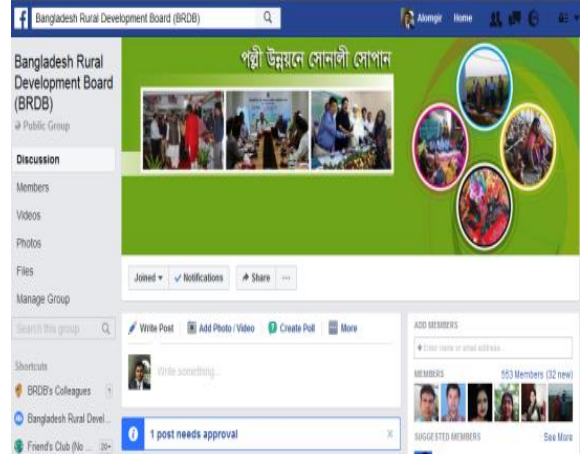 Bangladesh Rural Development Board (BRDB)
Alomgir Home
Bangladesh Rural
Development Board
(BRDB)
Public Group
Discussion
Members
Videos
Photos
Files
Manage Group
Search this group
Shortcuts
BRDB's Colleagues
Bangladesh Rural Devel...
Friend's Club (No ... 20+
পল্লী উন্নয়নে সোনালী সোপান
Joined Notifications Share
Write Post Add Photo / Video Create Poll More
Write something...
1 post needs approval
ADD MEMBERS
Enter name or email address...
MEMBERS 553 Members (32 new)
SUGGESTED MEMBERS See More